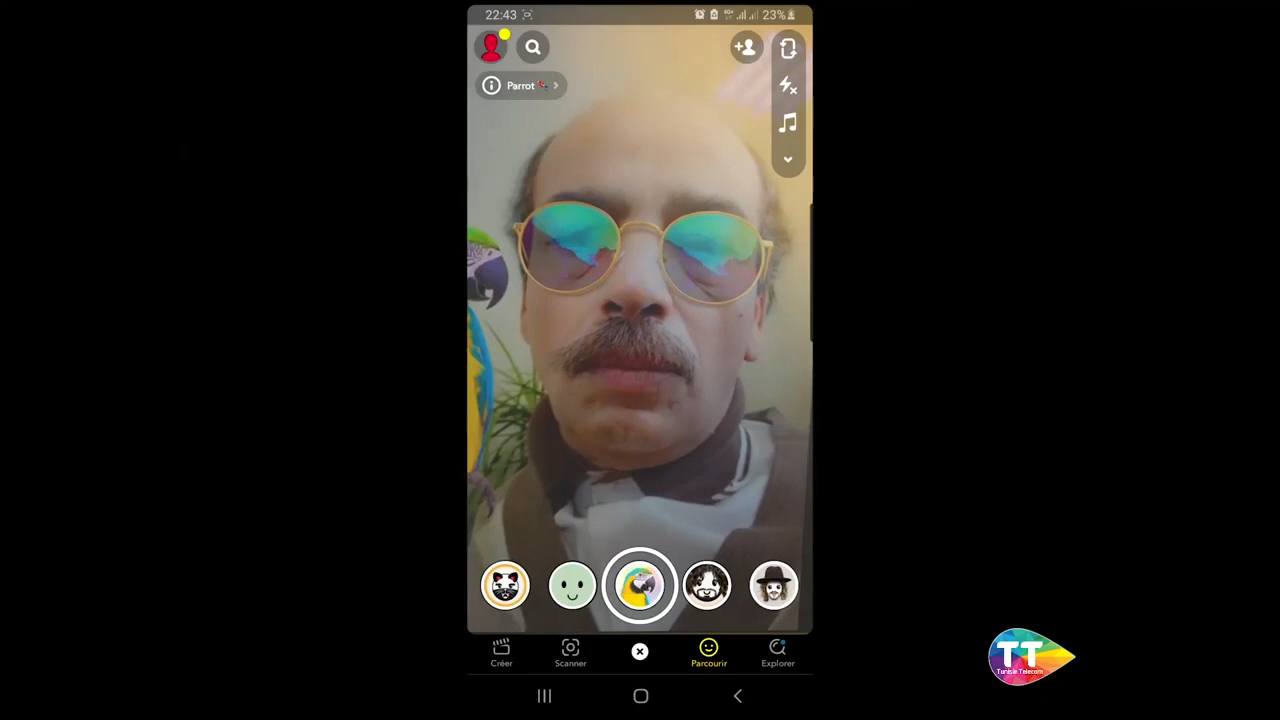 22:43
23%
Parrot
Créer
Scanner
Parcourir
Explorer
TT
Tunisie Telecom